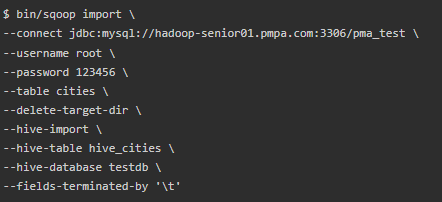 $ bin/sqoop import \
--connect jdbc:mysql://hadoop-senior01.pmpa.com:3306/pma_test \
--username root \
--password 123456 \
--table cities \
--delete-target-dir \
--hive-import \
--hive-table hive_cities \
--hive-database testdb \
--fields-terminated-by '\t'